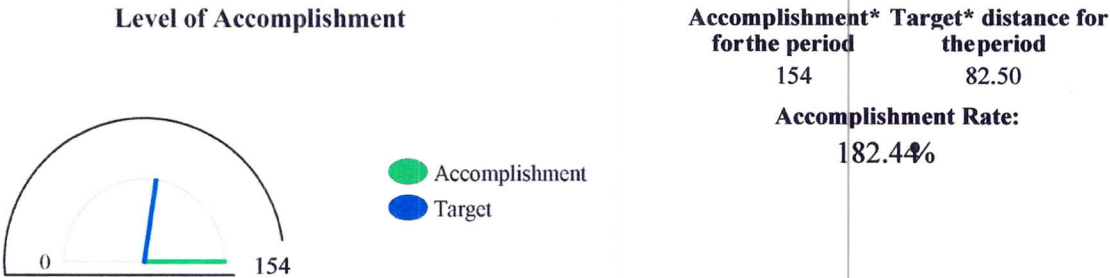 Level of Accomplishment
0
154
Accomplishment
Target
Accomplishment* Target* distance for
for the period the period
154 82.50
Accomplishment Rate:
182.44%